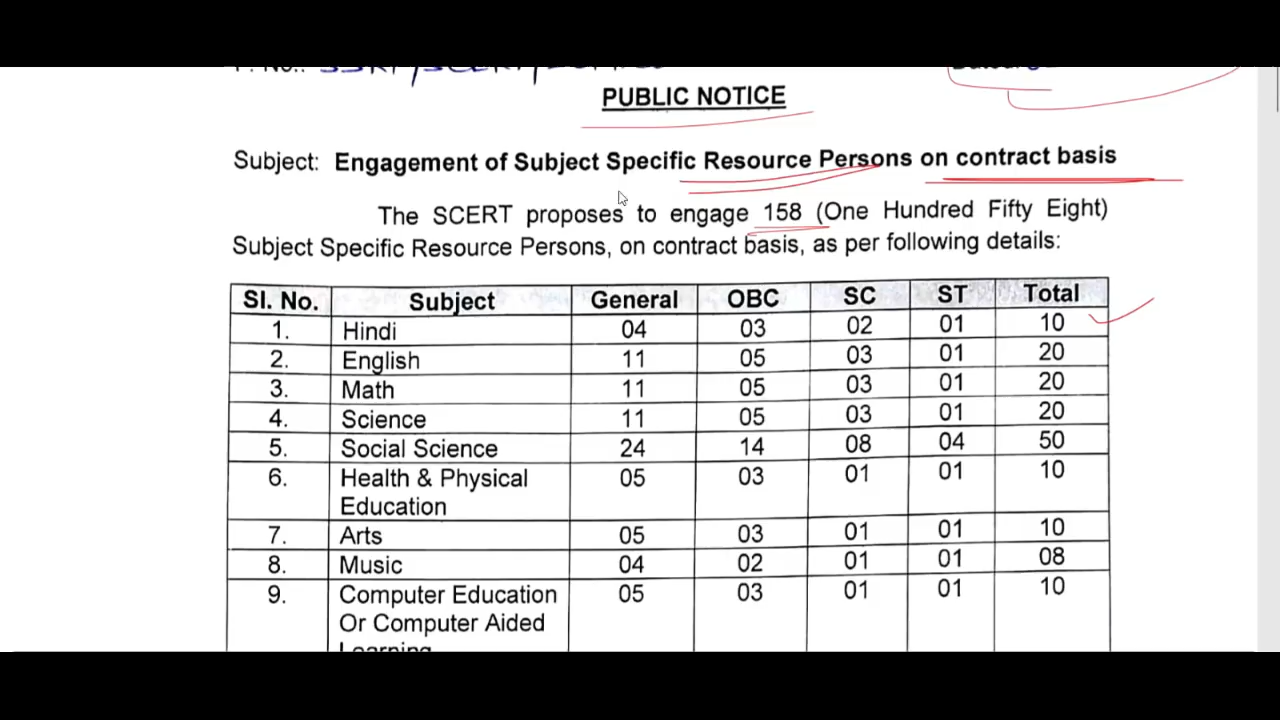 PUBLIC NOTICE
Subject: Engagement of Subject Specific Resource Persons on contract basis
The SCERT proposes to engage 158 (One Hundred Fifty Eight)
Subject Specific Resource Persons, on contract basis, as per following details:
Sl. No. Subject General OBC SC ST Total
1. Hindi 04 03 02 01 10
2. English 11 05 03 01 20
3. Math 11 05 03 01 20
4. Science 11 05 03 01 20
5. Social Science 24 14 08 04 50
6. Health & Physical 05 03 01 01 10
Education
7. Arts 05 03 01 01 10
8. Music 04 02 01 01 08
9. Computer Education 05 03 01 01 10
Or Computer Aided
Learning